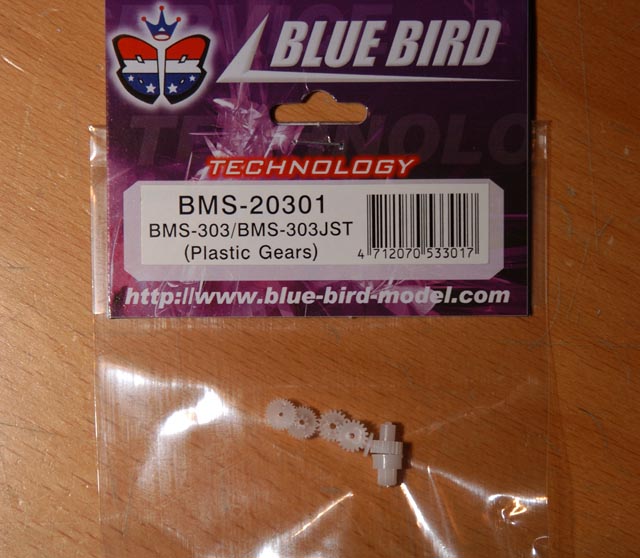 BLUE BIRD
TECHNOLOGY
TECHNOLOGY
BMS-20301
BMS-303/BMS-303JST
(Plastic Gears)
4 712070 533017
http://www.blue-bird-model.com